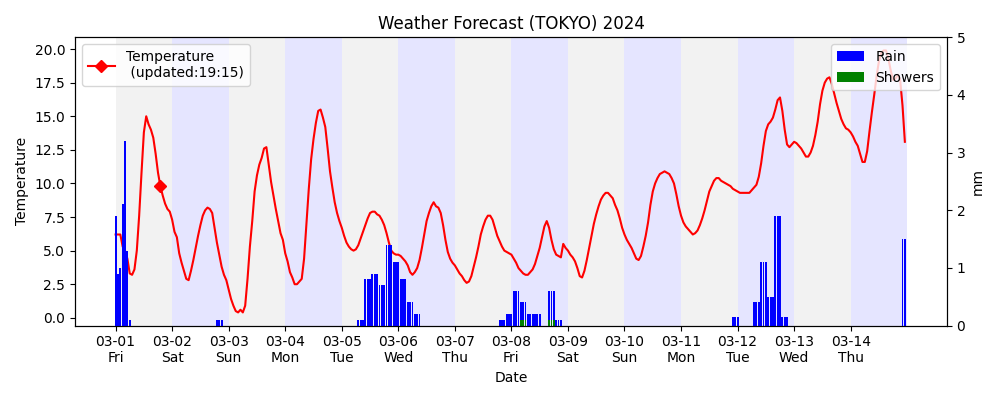 Weather Forecast (TOKYO) 2024
Temperature
(updated:19:15)
Rain
Showers
20.0
17.5
15.0
12.5
10.0
7.5
5.0
2.5
0.0
Temperature
5
4
3
2
1
0
mm
03-01 03-02 03-03 03-04 03-05 03-06 03-07 03-08 03-09 03-10 03-11 03-12 03-13 03-14
Fri Sat Sun Mon Tue Wed Thu Fri Sat Sun Mon Tue Wed Thu
Date